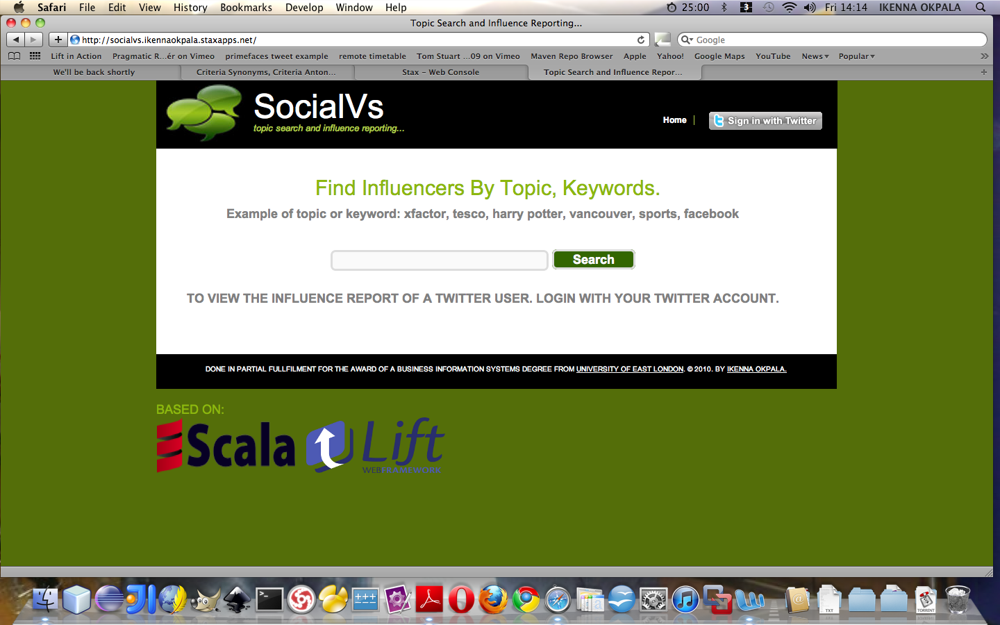 Safari File Edit View History Bookmarks Develop Window Help 25:00 3 Fri 14:14 IKENNA OKPALA
Topic Search and Influence Reporting...
http://socialvs.ikennaokpala.staxapps.net/ Google
Lift in Action Pragmatic R...ér on Vimeo primefaces tweet example remote timetable Tom Stuart ...09 on Vimeo Maven Repo Browser Apple Yahoo! Google Maps YouTube News Popular
We'll be back shortly Criteria Synonyms, Criteria Anton... Stax – Web Console Topic Search and Influence Repor...
SocialVs
topic search and influence reporting...
Home Sign in with Twitter
Find Influencers By Topic, Keywords.
Example of topic or keyword: xfactor, tesco, harry potter, vancouver, sports, facebook
Search
TO VIEW THE INFLUENCE REPORT OF A TWITTER USER. LOGIN WITH YOUR TWITTER ACCOUNT.
DONE IN PARTIAL FULLFILMENT FOR THE AWARD OF A BUSINESS INFORMATION SYSTEMS DEGREE FROM UNIVERSITY OF EAST LONDON. © 2010. BY IKENNA OKPALA.
BASED ON:
Scala Lift
WEBFRAMEWORK
TXT TORRENT